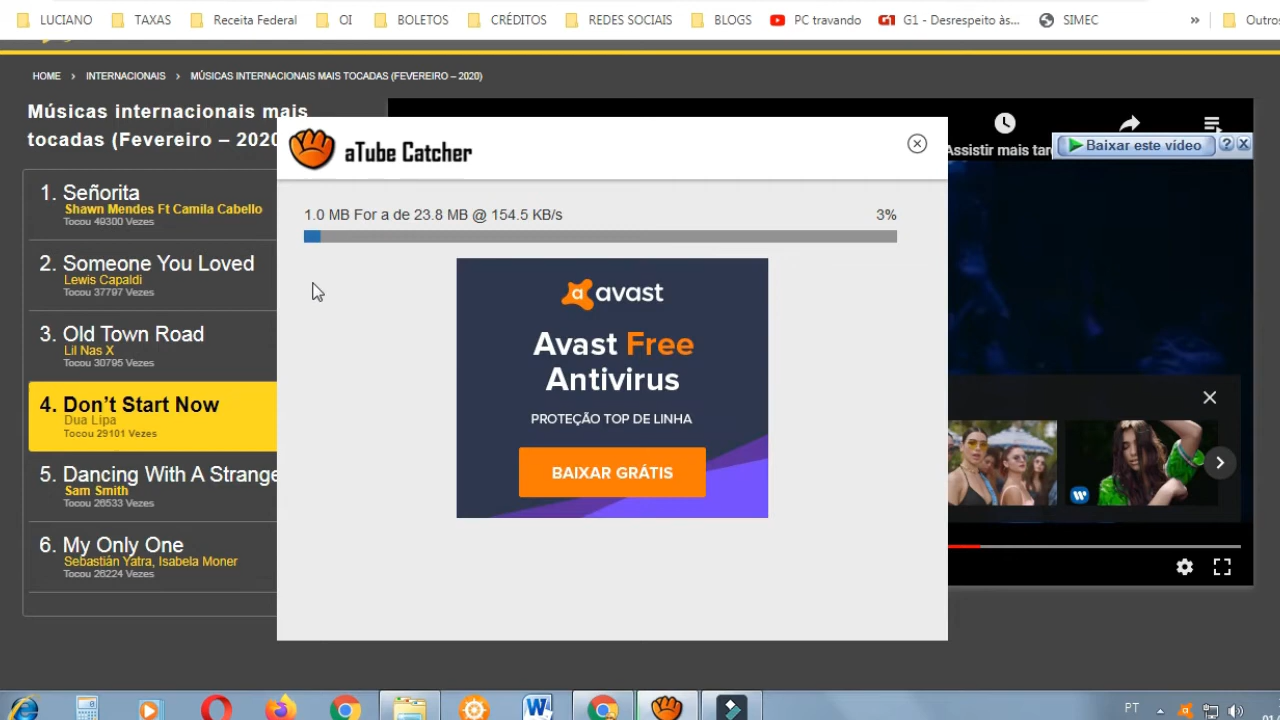 LUCIANO
TAXAS
Receita Federal
OI
BOLETOS
CRÉDITOS
REDES SOCIAIS
BLOGS
PC travando
G1 G1 - Desrespeito às...
SIMEC
»
Outros
HOME > INTERNACIONAIS > MÚSICAS INTERNACIONAIS MAIS TOCADAS (FEVEREIRO – 2020)
Músicas internacionais mais
tocadas (Fevereiro – 2020
1. Señorita
Shawn Mendes Ft Camila Cabello
Tocou 49300 Vezes
2. Someone You Loved
Lewis Capaldi
Tocou 37797 Vezes
3. Old Town Road
Lil Nas X
Tocou 30795 Vezes
4. Don't Start Now
Dua Lipa
Tocou 29101 Vezes
5. Dancing With A Strange
Sam Smith
Tocou 26533 Vezes
6. My Only One
Sebastián Yatra, Isabela Moner
Tocou 26224 Vezes
aTube Catcher
1.0 MB For a de 23.8 MB @ 154.5 KB/s
3%
a avast
Avast Free
Antivirus
PROTEÇÃO TOP DE LINHA
BAIXAR GRÁTIS
Assistir mais tar
Baixar este vídeo
?
X
W
PT